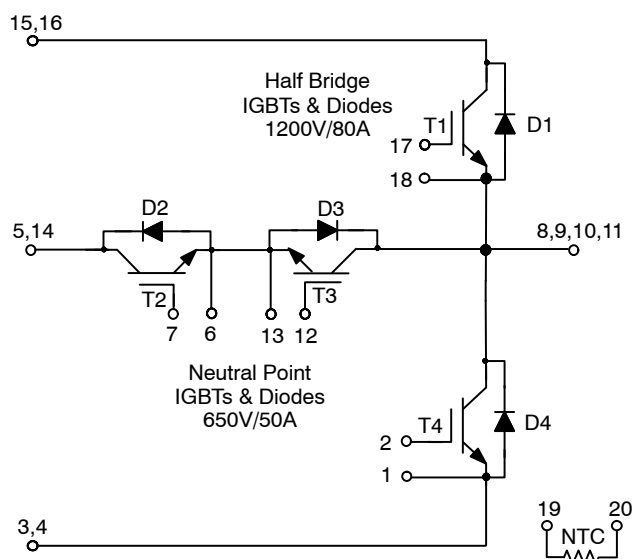 15,16
Half Bridge
IGBTs & Diodes
1200V/80A
T1
D1
17
18
D2
D3
5,14
8,9,10,11
T2
T3
7
6
13
12
Neutral Point
IGBTs & Diodes
650V/50A
T4
D4
2
1
3,4
19
20
NTC